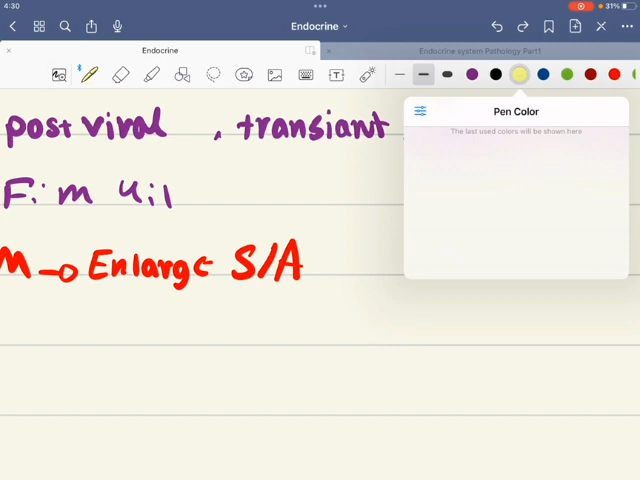 4:30 31%
Endocrine
Endocrine Endocrine system Pathology Part1
Pen Color
The last used colors will be shown here
post viral , transiant
F: m 4:1
M → Enlarge S/A